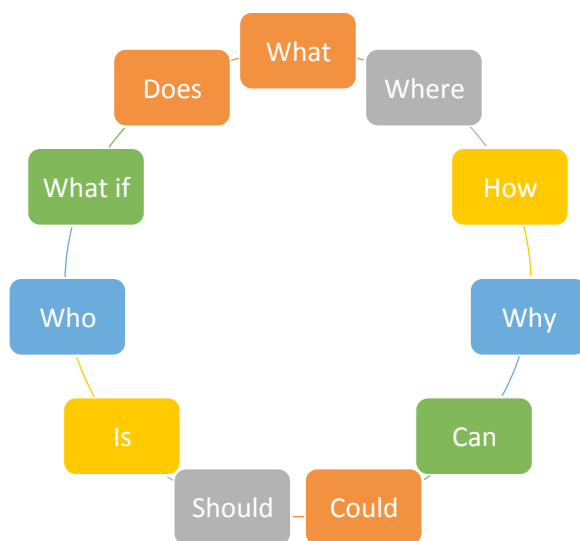 What
Where
How
Why
Can
Could
Should
Is
Who
What if
Does